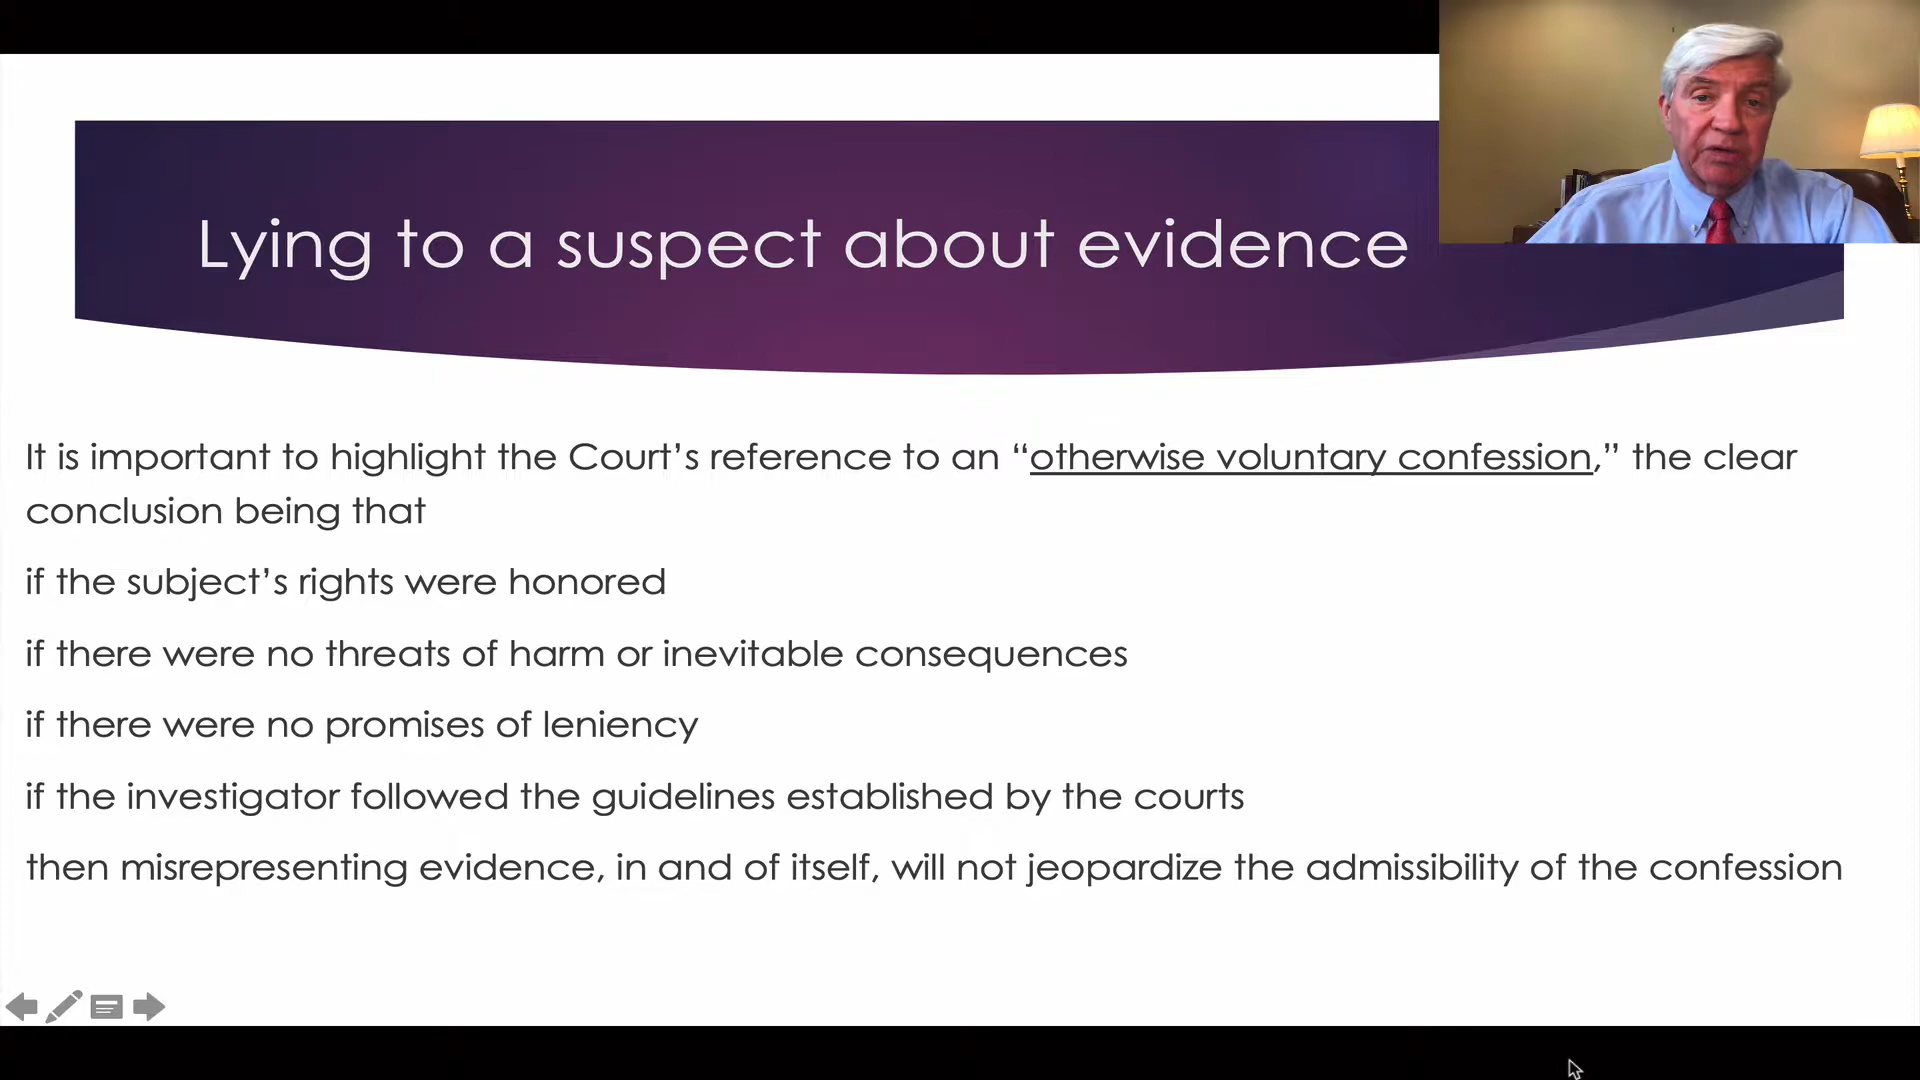 Lying to a suspect about evidence
It is important to highlight the Court’s reference to an “otherwise voluntary confession,” the clear
conclusion being that
if the subject’s rights were honored
if there were no threats of harm or inevitable consequences
if there were no promises of leniency
if the investigator followed the guidelines established by the courts
then misrepresenting evidence, in and of itself, will not jeopardize the admissibility of the confession